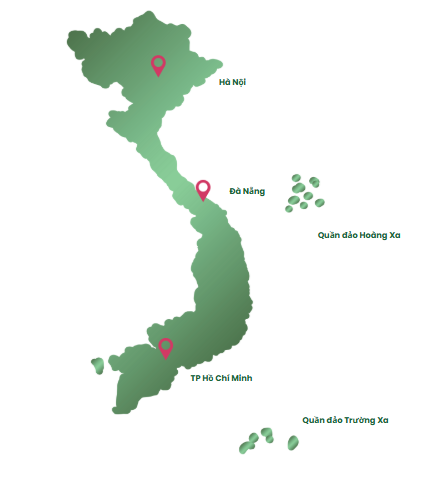 Hà Nội
Đà Nẵng
Quần đảo Hoàng Xa
TP Hồ Chí Minh
Quần đảo Trường Xa